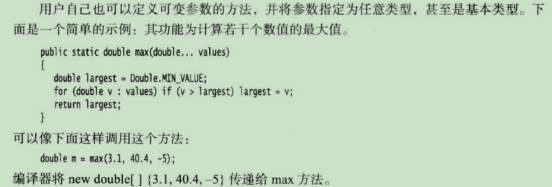 用户自己也可以定义可变参数的方法，并将参数指定为任意类型，甚至是基本类型。下
面是一个简单的示例：其功能为计算若干个数值的最大值。
public static double max(double... values)
{
double largest = Double.MIN_VALUE;
for (double v : values) if (v > largest) largest = v;
return largest;
}
可以像下面这样调用这个方法：
double m = max(3.1, 40.4, -5);
编译器将 new double[ ] {3.1, 40.4, –5} 传递给 max 方法。